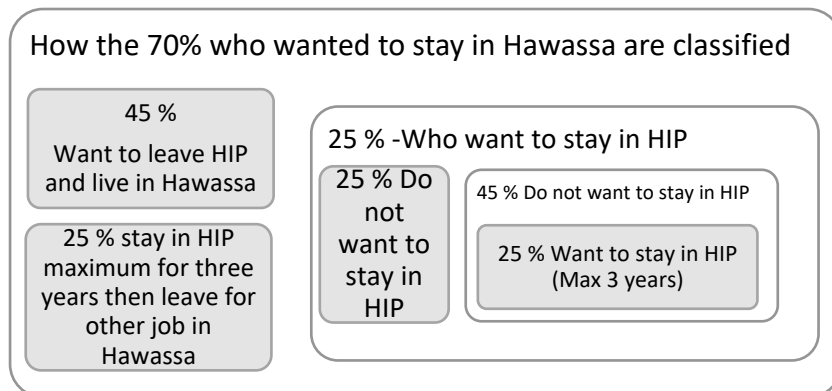 How the 70% who wanted to stay in Hawassa are classified
45 %
Want to leave HIP
and live in Hawassa
25 % stay in HIP
maximum for three
years then leave for
other job in
Hawassa
25 % -Who want to stay in HIP
25 % Do
not
want to
stay in
HIP
45 % Do not want to stay in HIP
25 % Want to stay in HIP
(Max 3 years)